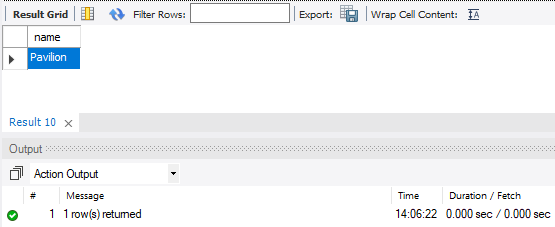 Result Grid Filter Rows: Export: Wrap Cell Content: IA
name
Pavilion
Result 10 ×
Output
Action Output
# Message Time Duration / Fetch
1 1 row(s) returned 14:06:22 0.000 sec / 0.000 sec